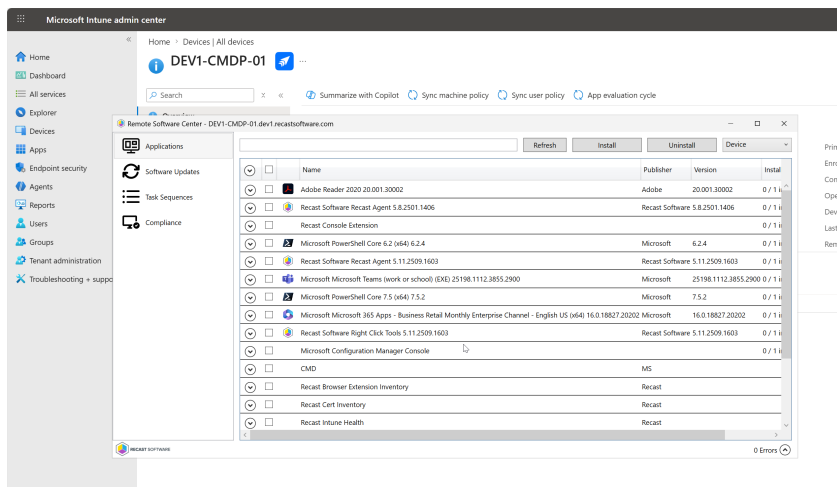 Microsoft Intune admin center
«
Home
Dashboard
All services
Explorer
Devices
Apps
Endpoint security
Agents
Reports
Users
Groups
Tenant administration
Troubleshooting + suppo
Home > Devices | All devices
DEV1-CMDP-01 ...
Search
«
Summarize with Copilot Sync machine policy Sync user policy App evaluation cycle
Overview
Prin
Enro
Con
Ope
Dev
Last
Ren
Remote Software Center - DEV1-CMDP-01.dev1.recastsoftware.com
Applications
Software Updates
Task Sequences
Compliance
Refresh Install Uninstall Device
Name Publisher Version Instal
Adobe Reader 2020 20.001.30002 Adobe 20.001.30002 0 / 1 i
Recast Software Recast Agent 5.8.2501.1406 Recast Software 5.8.2501.1406 0 / 1 i
Recast Console Extension 0 / 1 i
Microsoft PowerShell Core 6.2 (x64) 6.2.4 Microsoft 6.2.4 0 / 1 i
Recast Software Recast Agent 5.11.2509.1603 Recast Software 5.11.2509.1603 0 / 1 i
Microsoft Microsoft Teams (work or school) (EXE) 25198.1112.3855.2900 Microsoft 25198.1112.3855.2900 0 / 1 i
Microsoft PowerShell Core 7.5 (x64) 7.5.2 Microsoft 7.5.2 0 / 1 i
Microsoft Microsoft 365 Apps - Business Retail Monthly Enterprise Channel - English US (x64) 16.0.18827.20202 Microsoft 16.0.18827.20202 0 / 1 i
Recast Software Right Click Tools 5.11.2509.1603 Recast Software 5.11.2509.1603 0 / 1 i
Microsoft Configuration Manager Console 0 / 1 i
CMD MS
Recast Browser Extension Inventory Recast
Recast Cert Inventory Recast
Recast Intune Health Recast
RECAST SOFTWARE
0 Errors